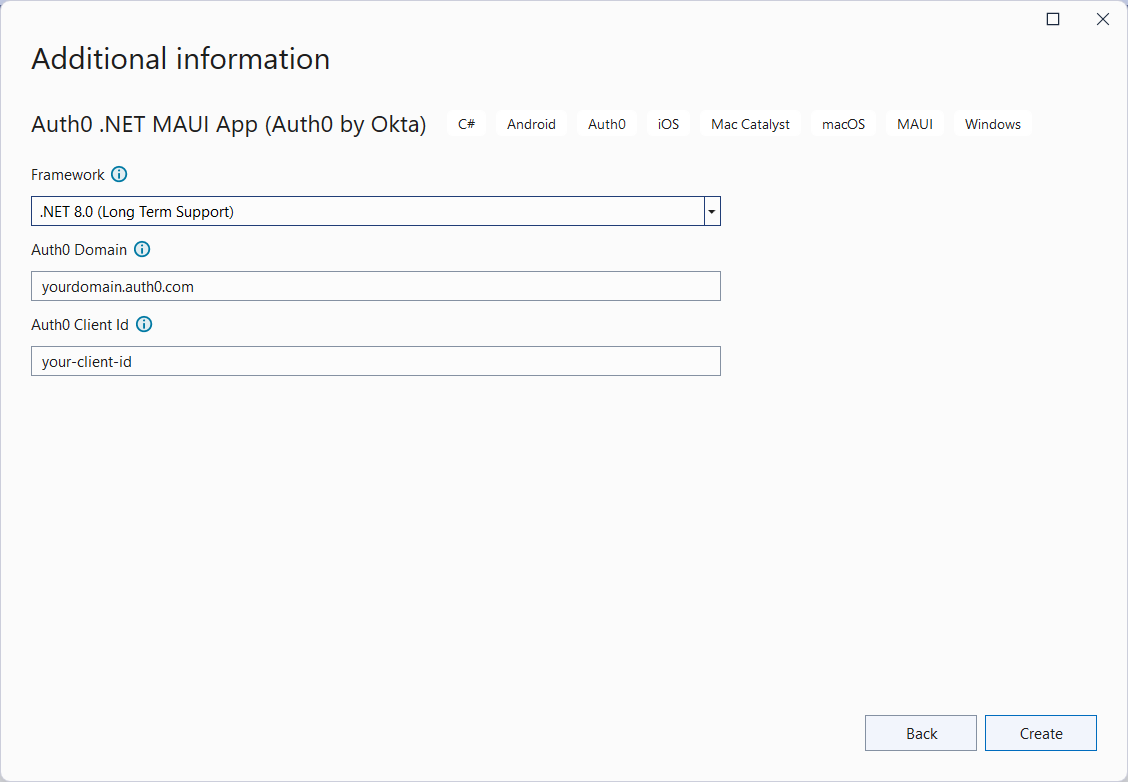 Additional information
Auth0 .NET MAUI App (Auth0 by Okta) C# Android Auth0 iOS Mac Catalyst macOS MAUI Windows
Framework
.NET 8.0 (Long Term Support)
Auth0 Domain
yourdomain.auth0.com
Auth0 Client Id
your-client-id
Back Create